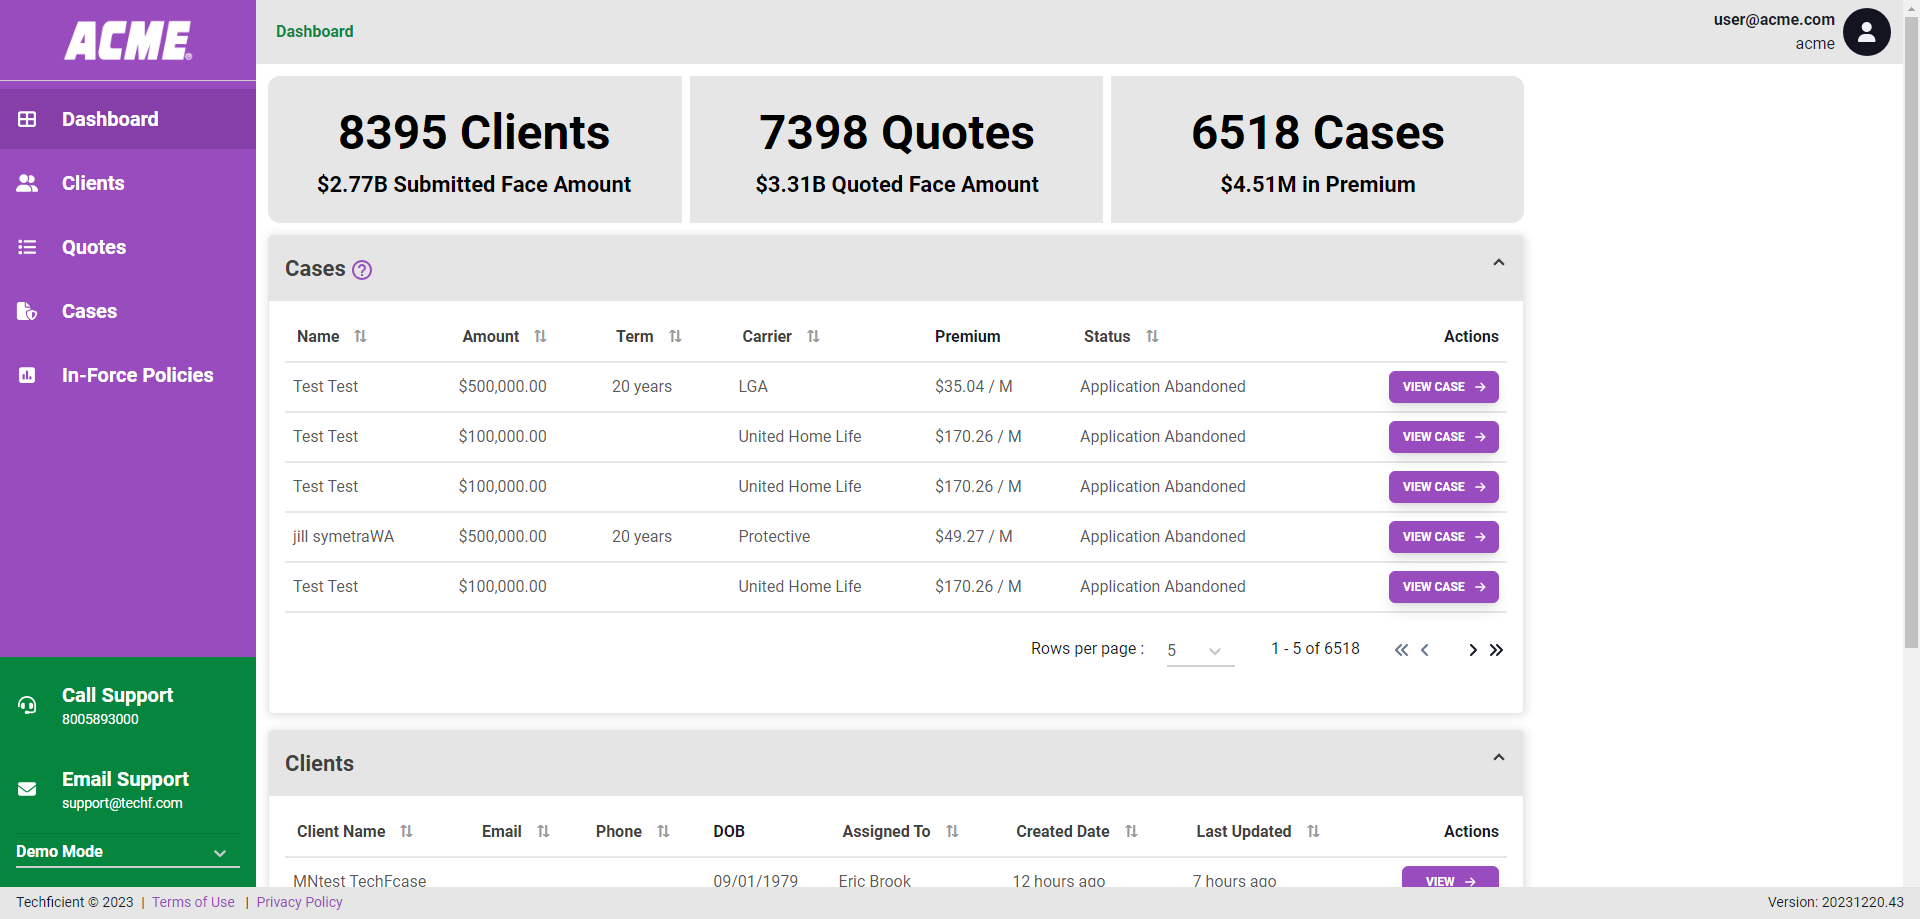 ACME
Dashboard
Clients
Quotes
Cases
In-Force Policies
Call Support
8005893000
Email Support
support@techf.com
Demo Mode
Dashboard
user@acme.com
acme
8395 Clients
$2.77B Submitted Face Amount
7398 Quotes
$3.31B Quoted Face Amount
6518 Cases
$4.51M in Premium
Cases ?
Name Amount Term Carrier Premium Status Actions
Test Test $500,000.00 20 years LGA $35.04 / M Application Abandoned VIEW CASE
Test Test $100,000.00 United Home Life $170.26 / M Application Abandoned VIEW CASE
Test Test $100,000.00 United Home Life $170.26 / M Application Abandoned VIEW CASE
jill symetraWA $500,000.00 20 years Protective $49.27 / M Application Abandoned VIEW CASE
Test Test $100,000.00 United Home Life $170.26 / M Application Abandoned VIEW CASE
Rows per page : 5 1 - 5 of 6518
Clients
Client Name Email Phone DOB Assigned To Created Date Last Updated Actions
MNtest TechFcase 09/01/1979 Eric Brook 12 hours ago 7 hours ago VIEW
Techficient © 2023 | Terms of Use | Privacy Policy
Version: 20231220.43